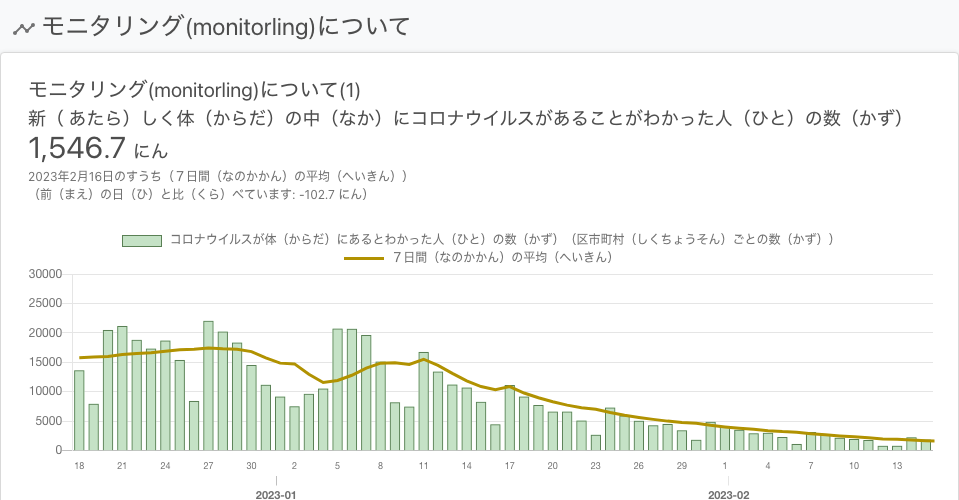 モニタリング(monitorling)について
モニタリング(monitorling)について(1)
新（ あたら）しく体（からだ）の中（なか）にコロナウイルスがあることがわかった人（ひと）の数（かず）
1,546.7 にん
2023年2月16日のすうち（７日間（なのかかん）の平均（へいきん））
（前（まえ）の日（ひ）と比（くら）べています: -102.7 にん）
コロナウイルスが体（からだ）にあるとわかった人（ひと）の数（かず）（区市町村（しくちょうそん）ごとの数（かず））
７日間（なのかかん）の平均（へいきん）
30000
25000
20000
15000
10000
5000
0
18 21 24 27 30 2 5 8 11 14 17 20 23 26 29 1 4 7 10 13
2023-01 2023-02